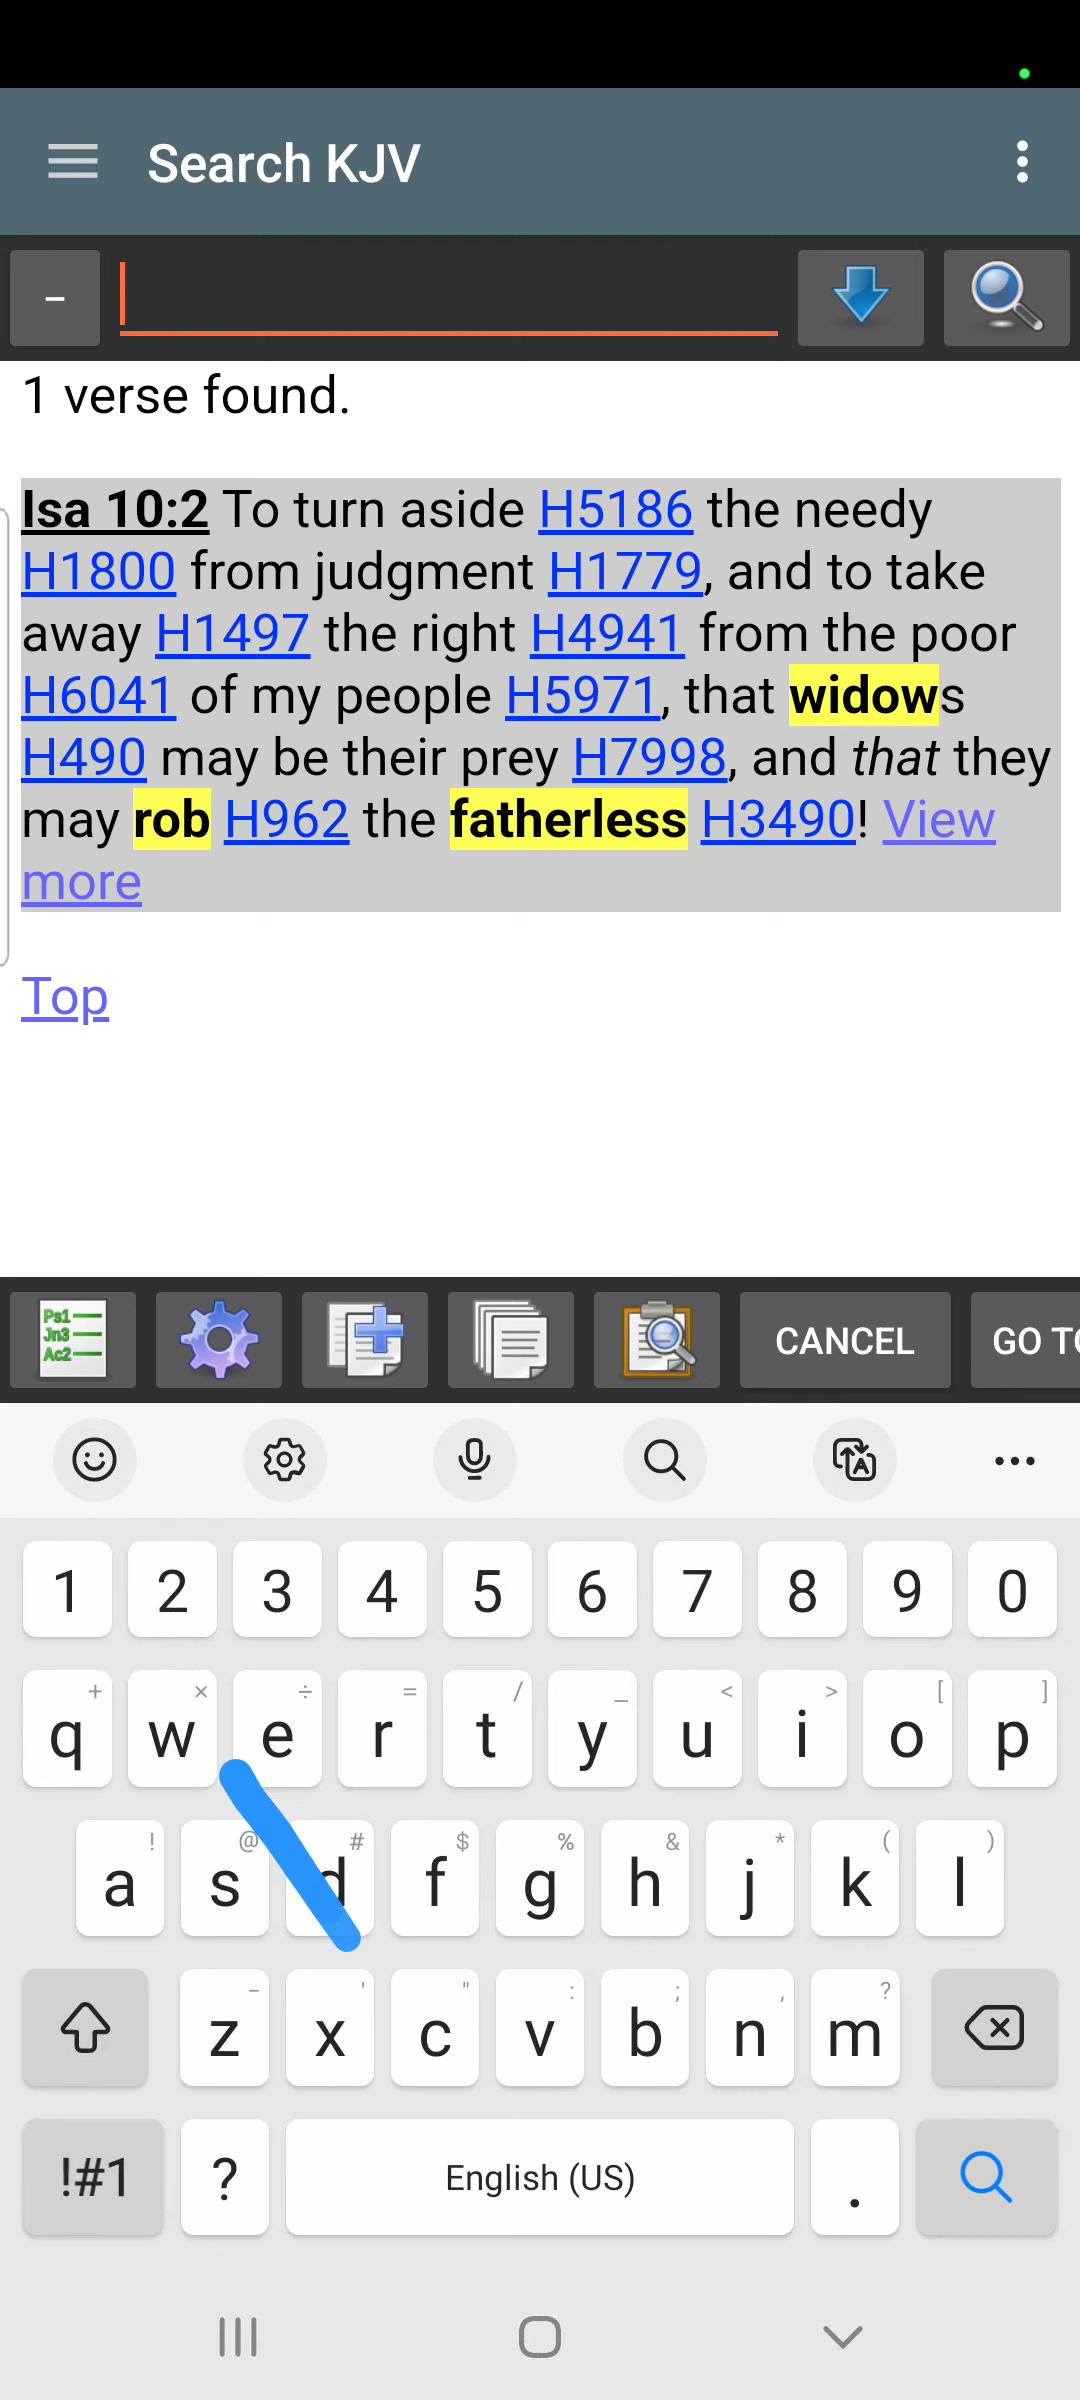 Search KJV
–
1 verse found.
Isa 10:2 To turn aside H5186 the needy
H1800 from judgment H1779, and to take
away H1497 the right H4941 from the poor
H6041 of my people H5971, that widows
H490 may be their prey H7998, and that they
may rob H962 the fatherless H3490! View
more
Top
Ps1
Jn3
Ac2
CANCEL
GO TO
1 2 3 4 5 6 7 8 9 0
+ × ÷ = / _ < > [ ]
q w e r t y u i o p
! @ # $ % & * ( )
a s d f g h j k l
- ' " : ; , ?
z x c v b n m
!#1 ? English (US) .